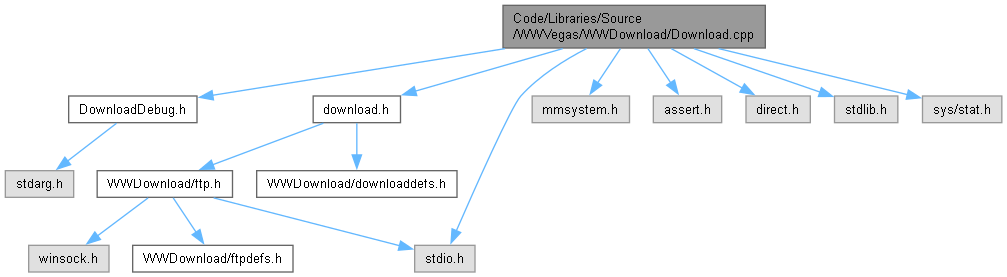 Code/Libraries/Source
/WWVegas/WWDownload/Download.cpp
DownloadDebug.h
download.h
mmsystem.h
assert.h
direct.h
stdlib.h
sys/stat.h
stdarg.h
WWDownload/ftp.h
WWDownload/downloaddefs.h
winsock.h
WWDownload/ftpdefs.h
stdio.h